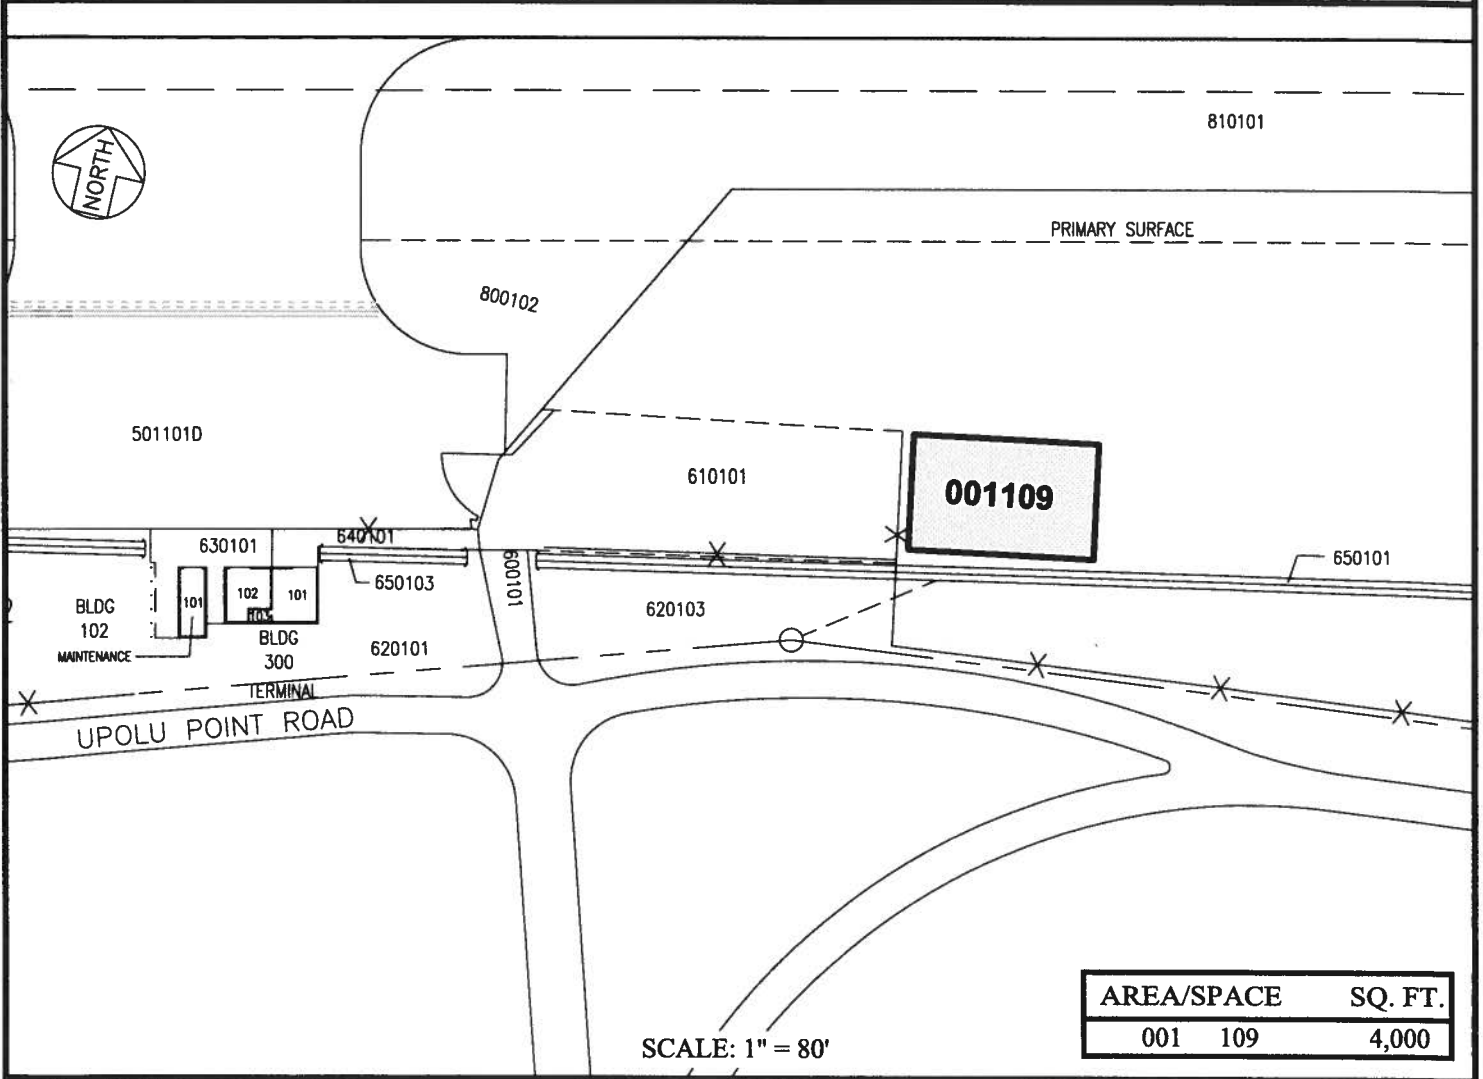 810101
NORTH
PRIMARY SURFACE
800102
501101D
610101
001109
630101
640101
650103
600101
650101
101
102
101
103
BLDG
102
620103
BLDG
300
620101
MAINTENANCE
TERMINAL
UPOLU POINT ROAD
AREA/SPACE SQ. FT.
001 109 4,000
SCALE: 1" = 80'